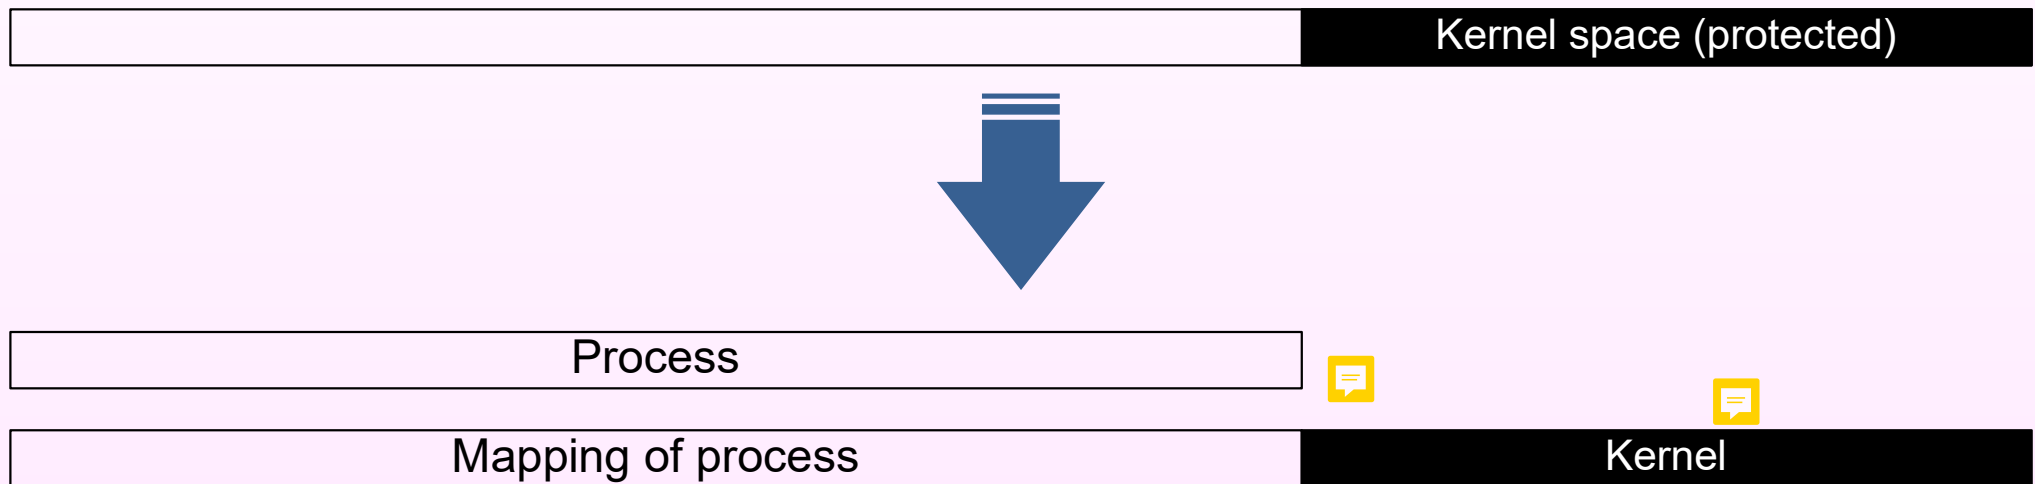 Kernel space (protected)
Process
Mapping of process
Kernel